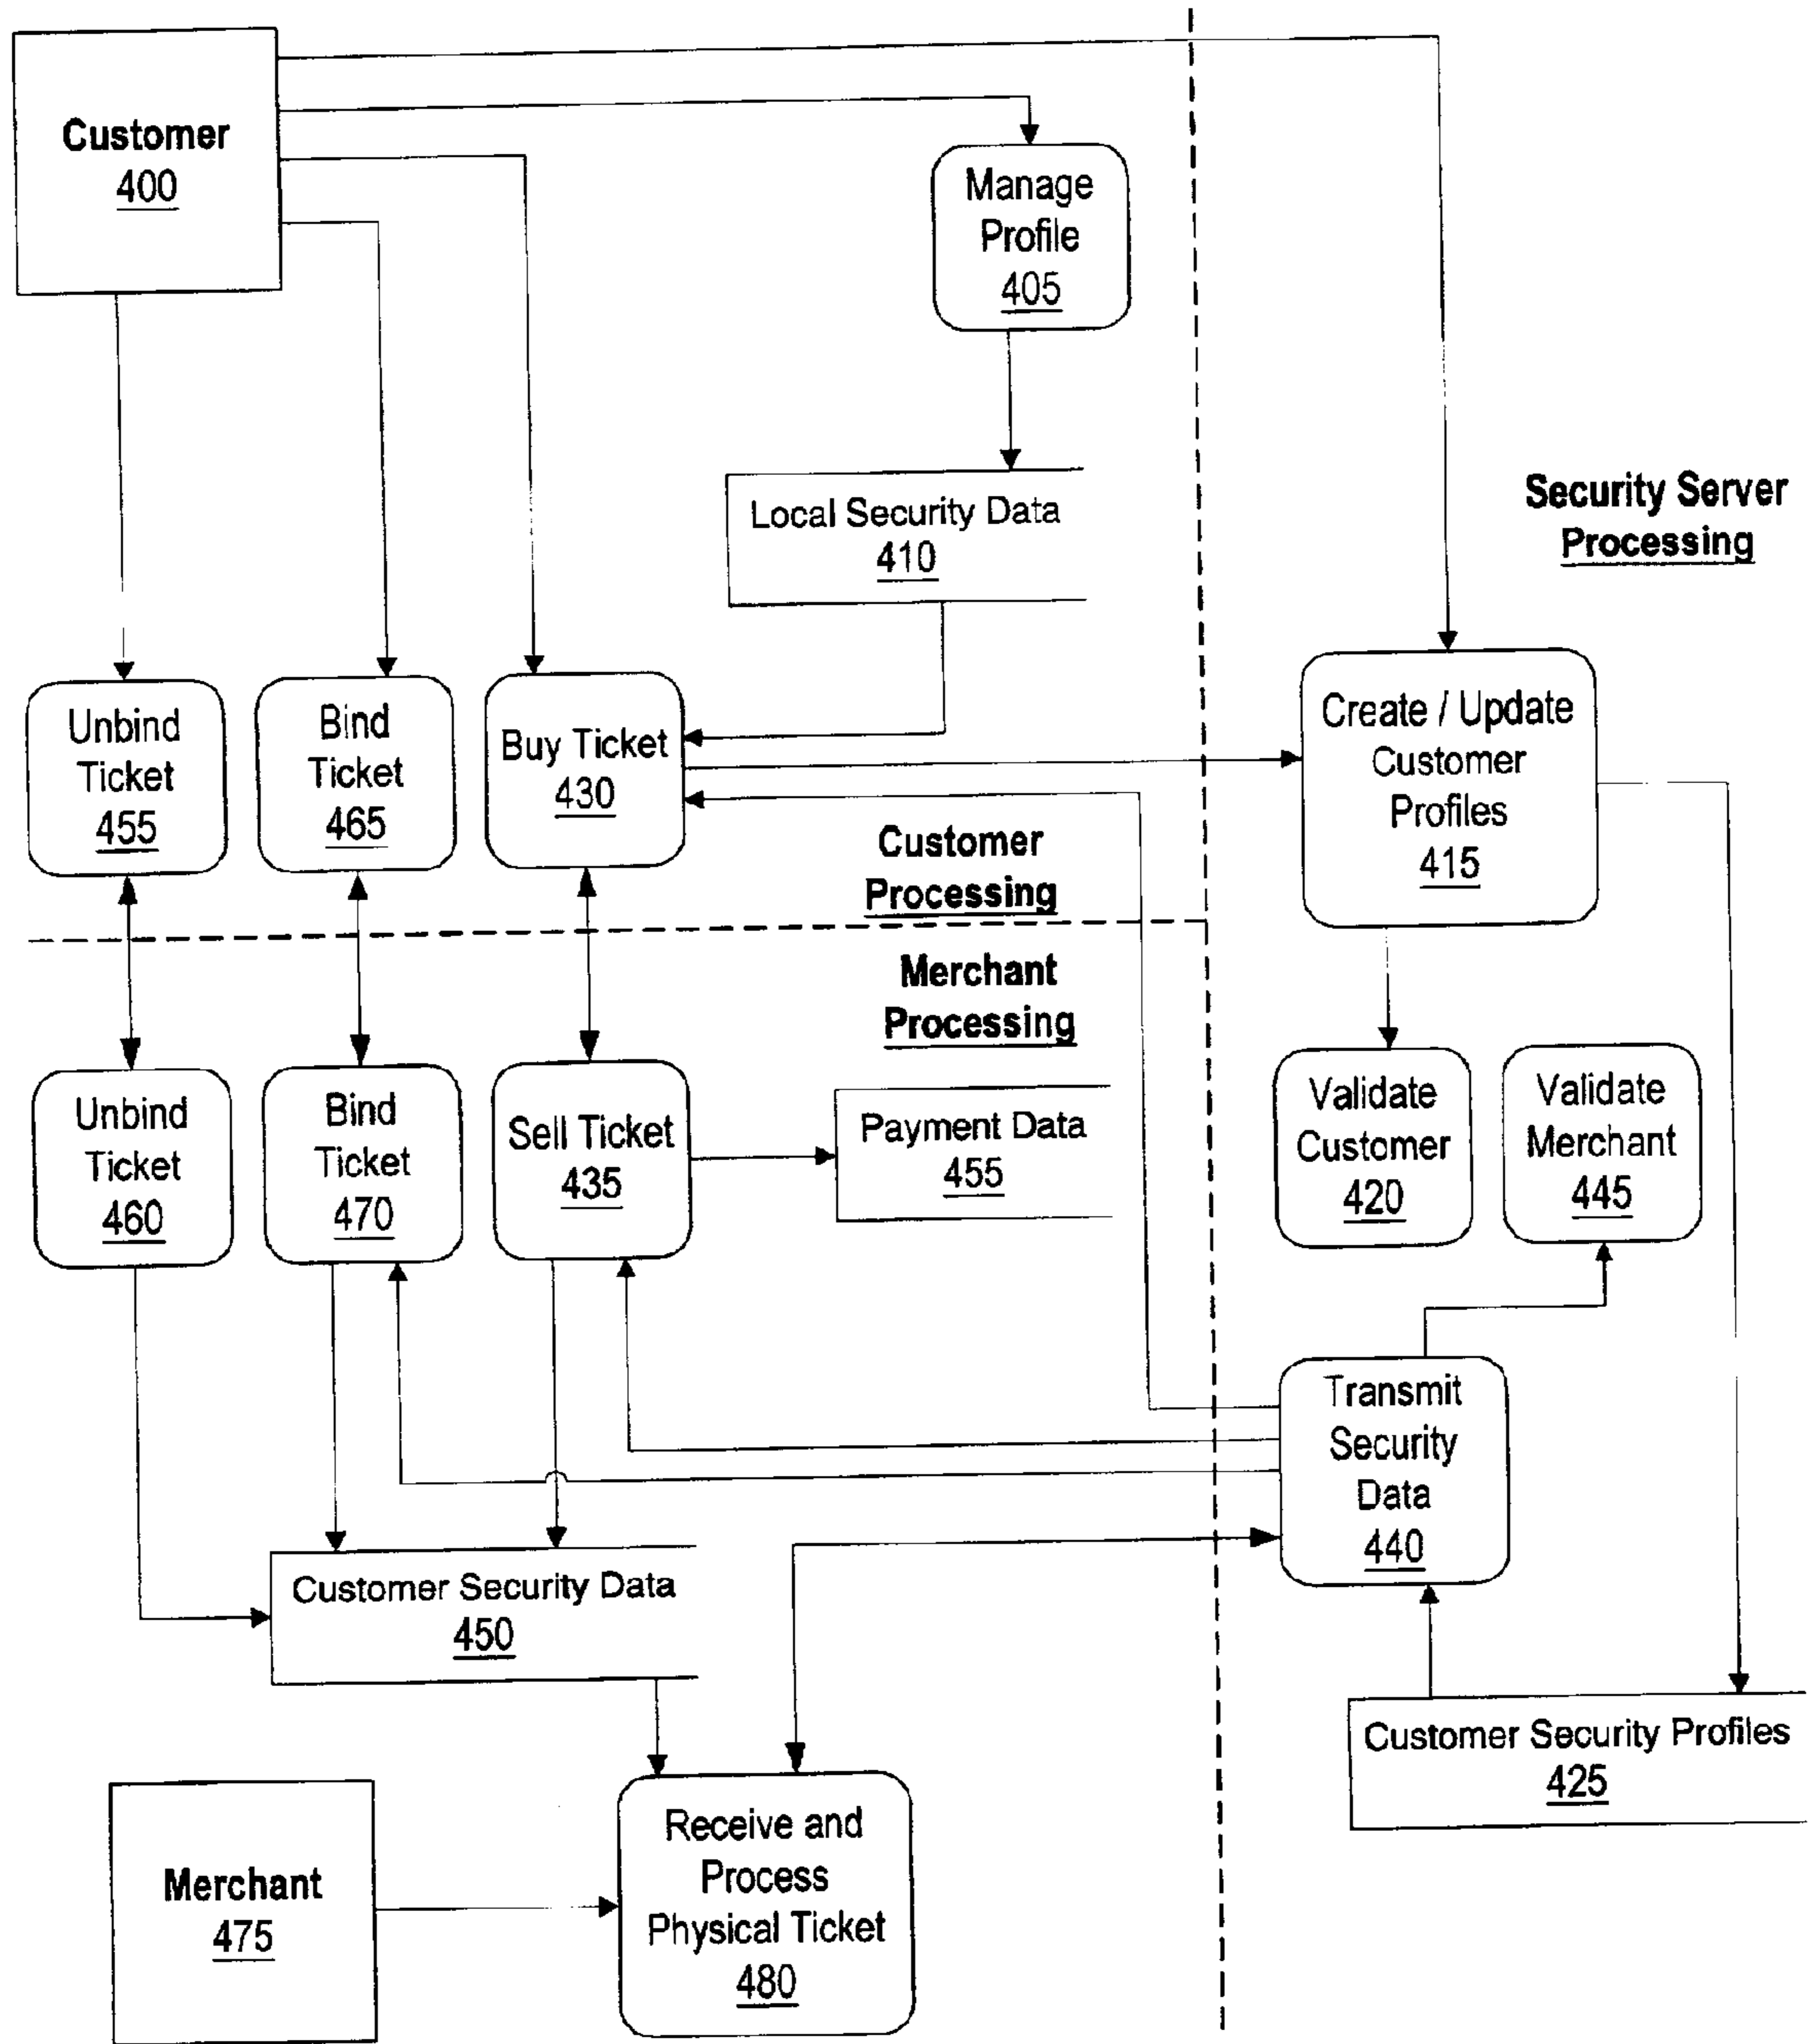 Customer
400
Manage
Profile
405
Local Security Data
410
Security Server
Processing
Unbind
Ticket
455
Bind
Ticket
465
Buy Ticket
430
Create / Update
Customer
Profiles
415
Customer
Processing
Merchant
Processing
Unbind
Ticket
460
Bind
Ticket
470
Sell Ticket
435
Payment Data
455
Validate
Customer
420
Validate
Merchant
445
Transmit
Security
Data
440
Customer Security Data
450
Customer Security Profiles
425
Merchant
475
Receive and
Process
Physical Ticket
480